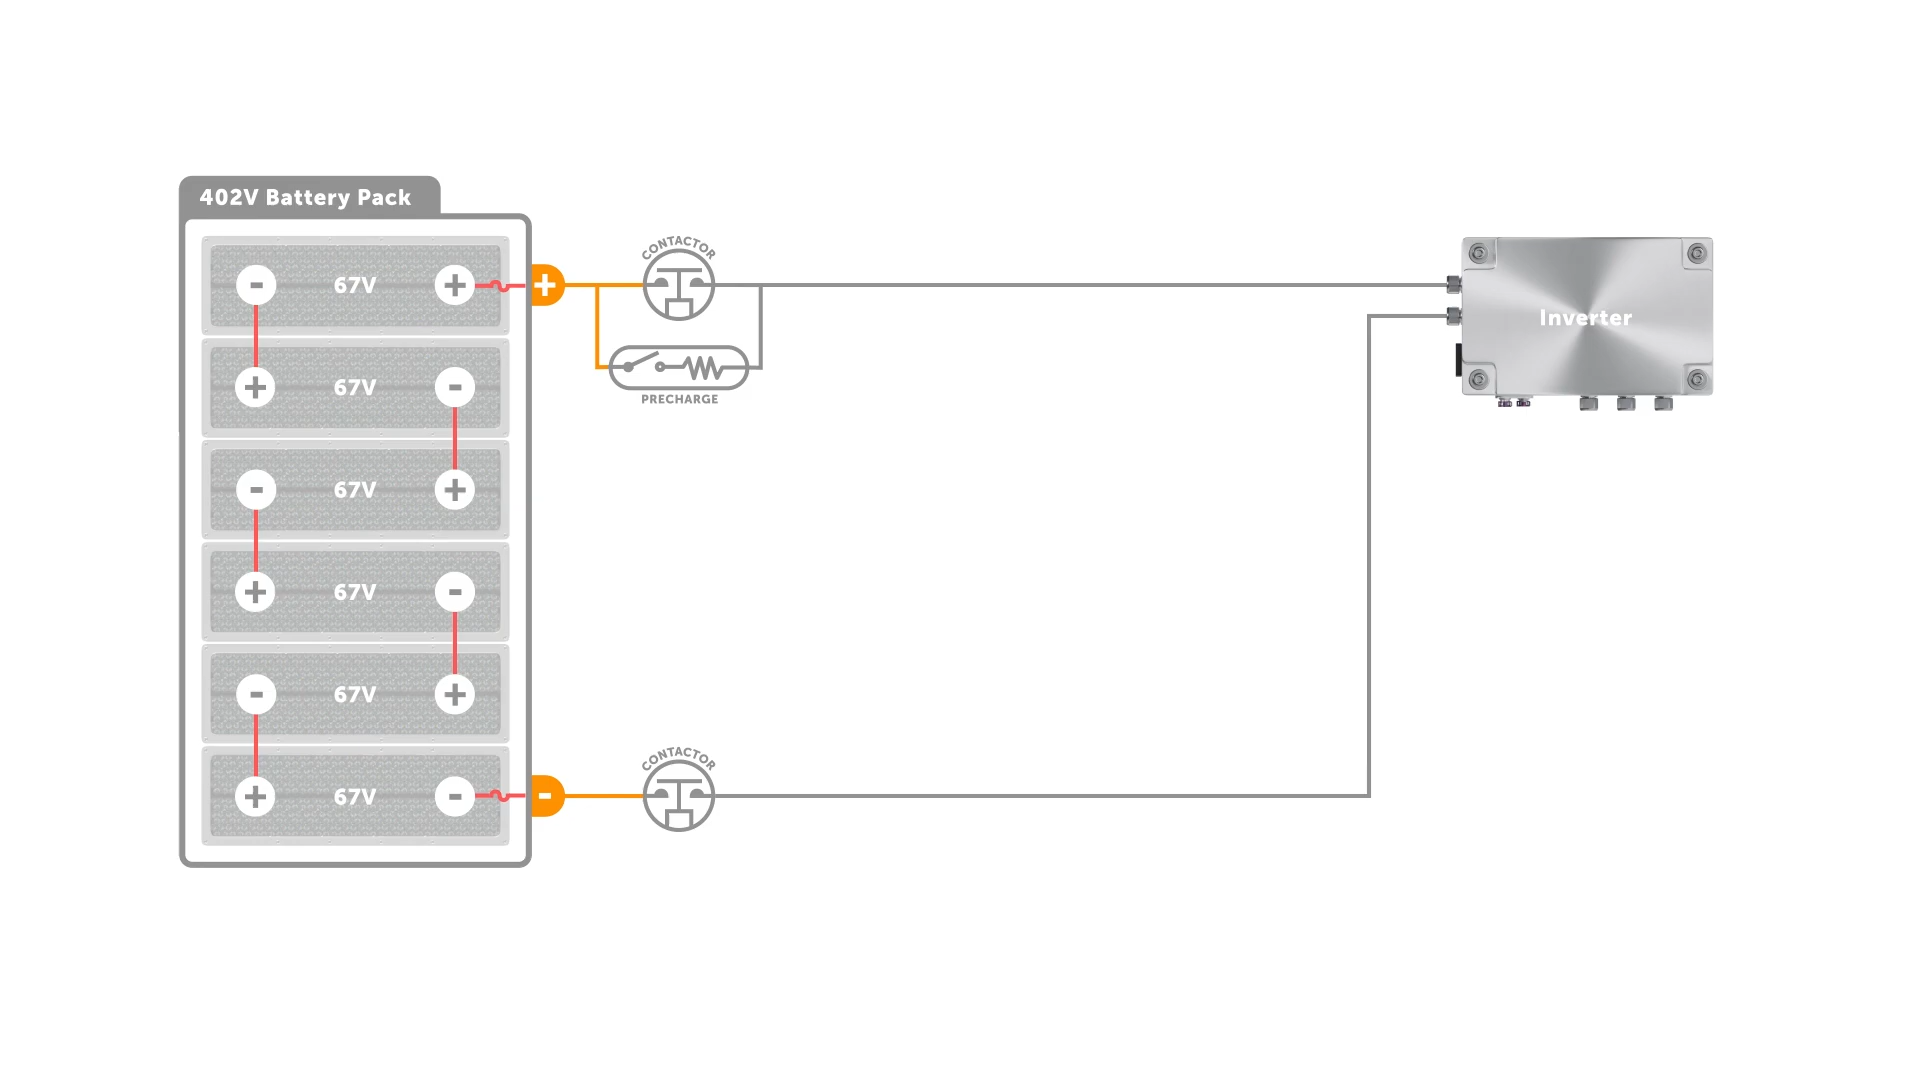 402V Battery Pack
- 67V +
+
CONTACTOR
Inverter
+ 67V -
PRECHARGE
- 67V +
+ 67V -
- 67V +
CONTACTOR
+ 67V -
-